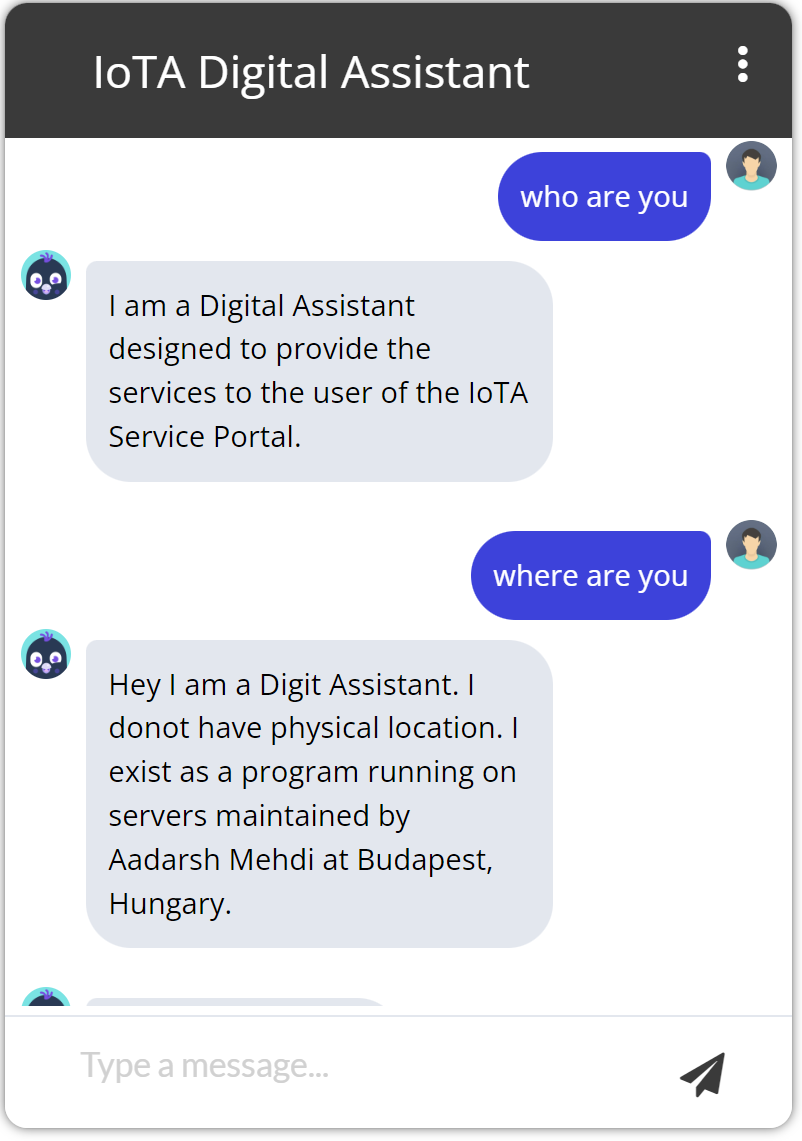 IoTA Digital Assistant
who are you
I am a Digital Assistant
designed to provide the
services to the user of the IoTA
Service Portal.
where are you
Hey I am a Digit Assistant. I
donot have physical location. I
exist as a program running on
servers maintained by
Aadarsh Mehdi at Budapest,
Hungary.
Type a message...